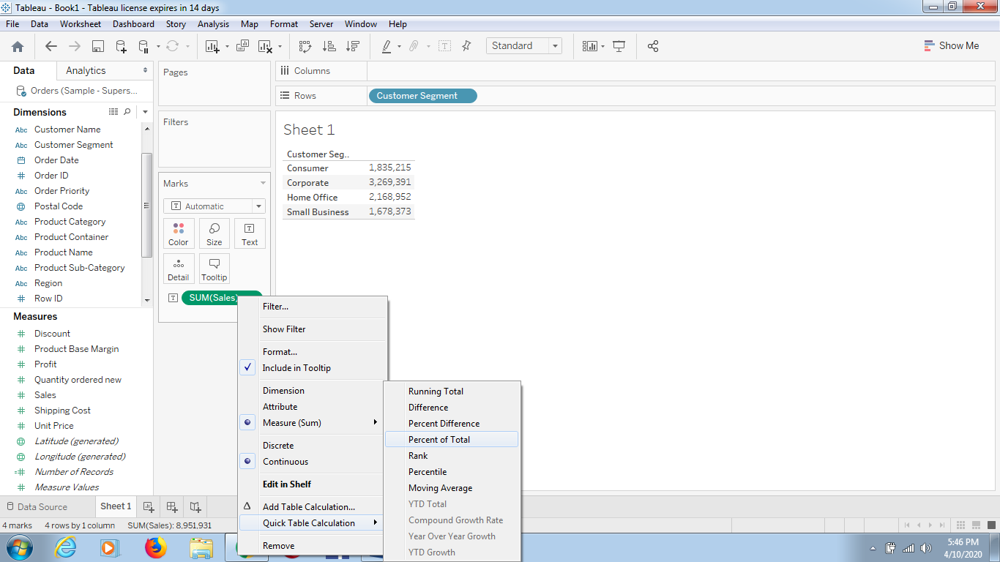 Tableau - Book1 - Tableau license expires in 14 days
File Data Worksheet Dashboard Story Analysis Map Format Server Window Help
Standard
Show Me
Data Analytics
Orders (Sample - Supers...
Dimensions
Abc Customer Name
Abc Customer Segment
Order Date
# Order ID
Abc Order Priority
Postal Code
Abc Product Category
Abc Product Container
Abc Product Name
Abc Product Sub-Category
Abc Region
# Row ID
Measures
# Discount
# Product Base Margin
# Profit
# Quantity ordered new
# Sales
# Shipping Cost
# Unit Price
Latitude (generated)
Longitude (generated)
=# Number of Records
# Measure Values
Pages
Filters
Marks
T Automatic
Color Size Text
Detail Tooltip
T SUM(Sales)
Columns
Rows Customer Segment
Sheet 1
Customer Seg..
Consumer 1,835,215
Corporate 3,269,391
Home Office 2,168,952
Small Business 1,678,373
Filter...
Show Filter
Format...
Include in Tooltip
Dimension
Attribute
Measure (Sum)
Discrete
Continuous
Edit in Shelf
Δ Add Table Calculation...
Quick Table Calculation
Remove
Running Total
Difference
Percent Difference
Percent of Total
Rank
Percentile
Moving Average
YTD Total
Compound Growth Rate
Year Over Year Growth
YTD Growth
Data Source Sheet 1
4 marks 4 rows by 1 column SUM(Sales): 8,951,931
5:46 PM
4/10/2020